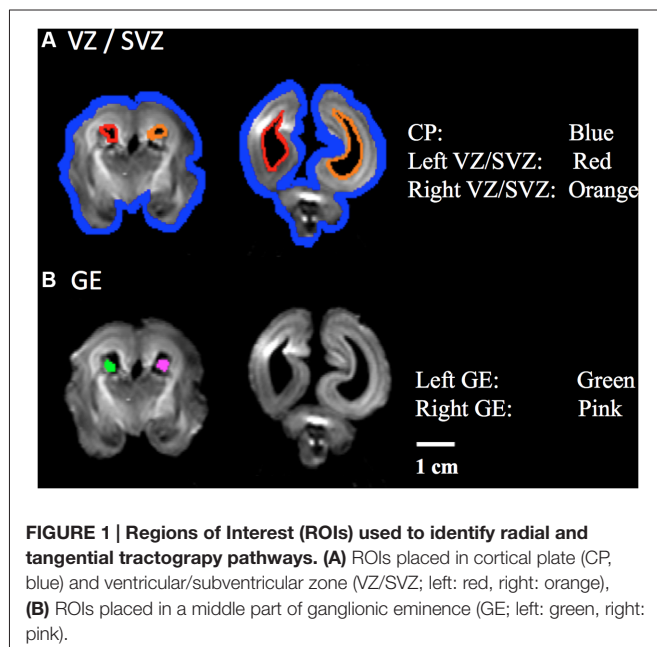 A VZ / SVZ
CP: Blue
Left VZ/SVZ: Red
Right VZ/SVZ: Orange
B GE
Left GE: Green
Right GE: Pink
1 cm
FIGURE 1 | Regions of Interest (ROIs) used to identify radial and
tangential tractograpy pathways. (A) ROIs placed in cortical plate (CP,
blue) and ventricular/subventricular zone (VZ/SVZ; left: red, right: orange),
(B) ROIs placed in a middle part of ganglionic eminence (GE; left: green, right:
pink).